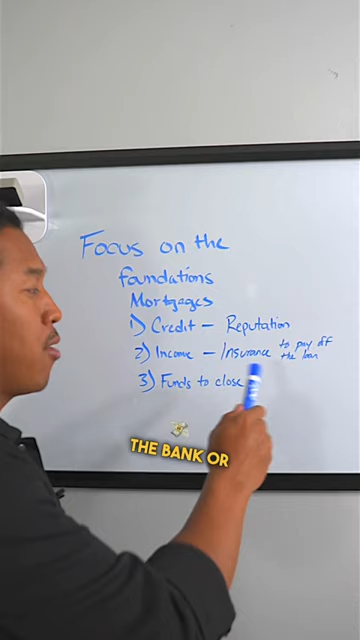 Focus on the
foundations
Mortgages
1) Credit - Reputation
2) Income - Insurance to pay off the loan
3) Funds to close
THE BANK OR